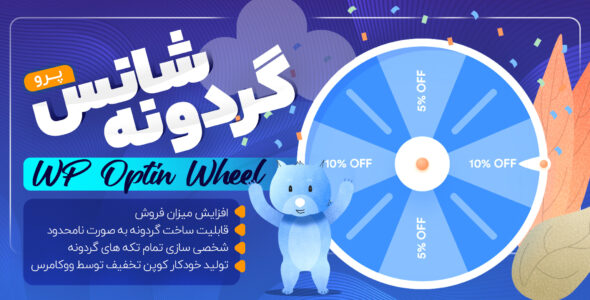 گردونه شانس
پرو
WP Optin Wheel
افزایش میزان فروش
قابلیت ساخت گردونه به صورت نامحدود
شخصی سازی تمام تکه های گردونه
تولید خودکار کوپن تخفیف توسط ووکامرس
5% OFF
10% OFF
10% OFF
5% OFF